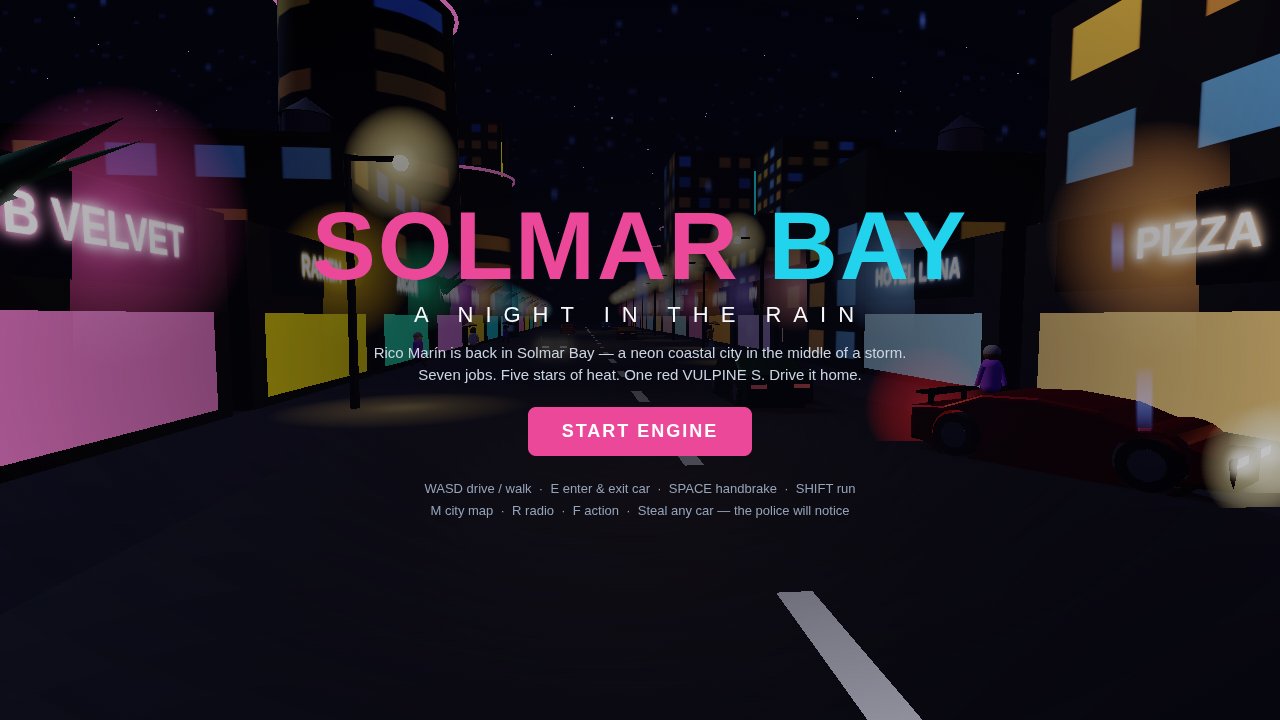 B VELVET
PIZZA
RAMEN
HOTEL LUNA
SOLMAR BAY
A NIGHT IN THE RAIN
Rico Marín is back in Solmar Bay — a neon coastal city in the middle of a storm.
Seven jobs. Five stars of heat. One red VULPINE S. Drive it home.
START ENGINE
WASD drive / walk · E enter & exit car · SPACE handbrake · SHIFT run
M city map · R radio · F action · Steal any car — the police will notice